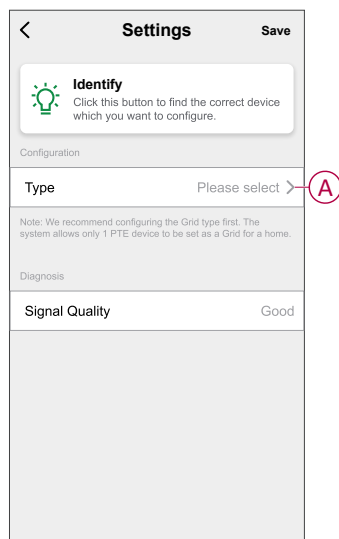 Settings Save
Identify
Click this button to find the correct device
which you want to configure.
Configuration
Type Please select
A
Note: We recommend configuring the Grid type first. The
system allows only 1 PTE device to be set as a Grid for a home.
Diagnosis
Signal Quality Good